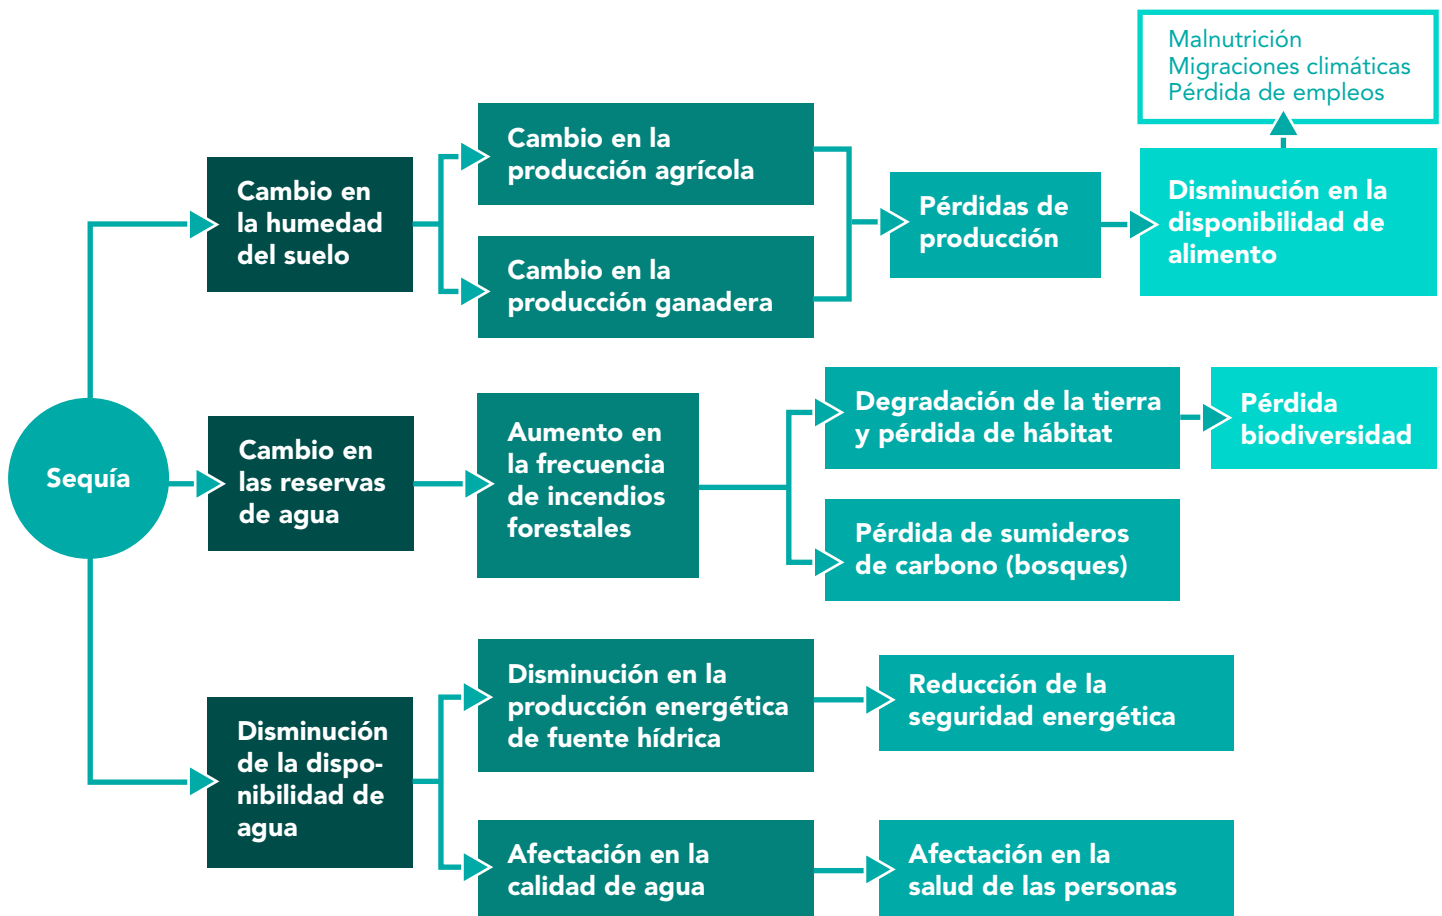 Malnutrición
Migraciones climáticas
Pérdida de empleos
Cambio en la
producción agrícola
Cambio en
la humedad
del suelo
Pérdidas de
producción
Disminución en la
disponibilidad de
alimento
Cambio en la
producción ganadera
Sequía
Cambio en
las reservas
de agua
Aumento en
la frecuencia
de incendios
forestales
Degradación de la tierra
y pérdida de hábitat
Pérdida
biodiversidad
Pérdida de sumideros
de carbono (bosques)
Disminución
de la dispo-
nibilidad de
agua
Disminución en la
producción energética
de fuente hídrica
Reducción de la
seguridad energética
Afectación en la
calidad de agua
Afectación en la
salud de las personas